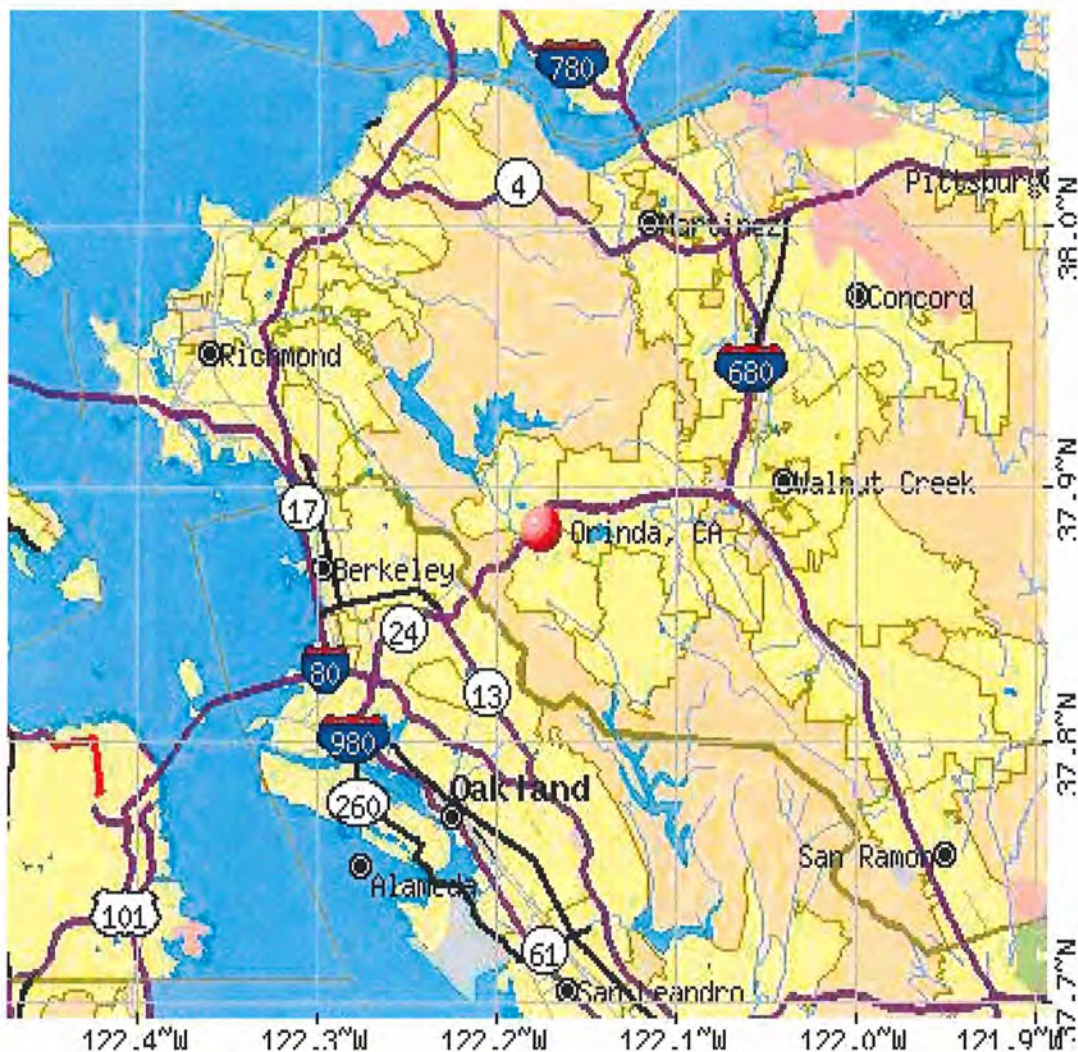 780
4
Pittsburg
Martinez
38.0°N
Concord
Richmond
680
Walnut Creek
37.9°N
17
Orinda, CA
Berkeley
24
80
13
980
37.8°N
Oakland
260
San Ramon
Alameda
101
61
San Leandro
37.7°N
122.4°W
122.3°W
122.2°W
122.1°W
122.0°W
121.9°W